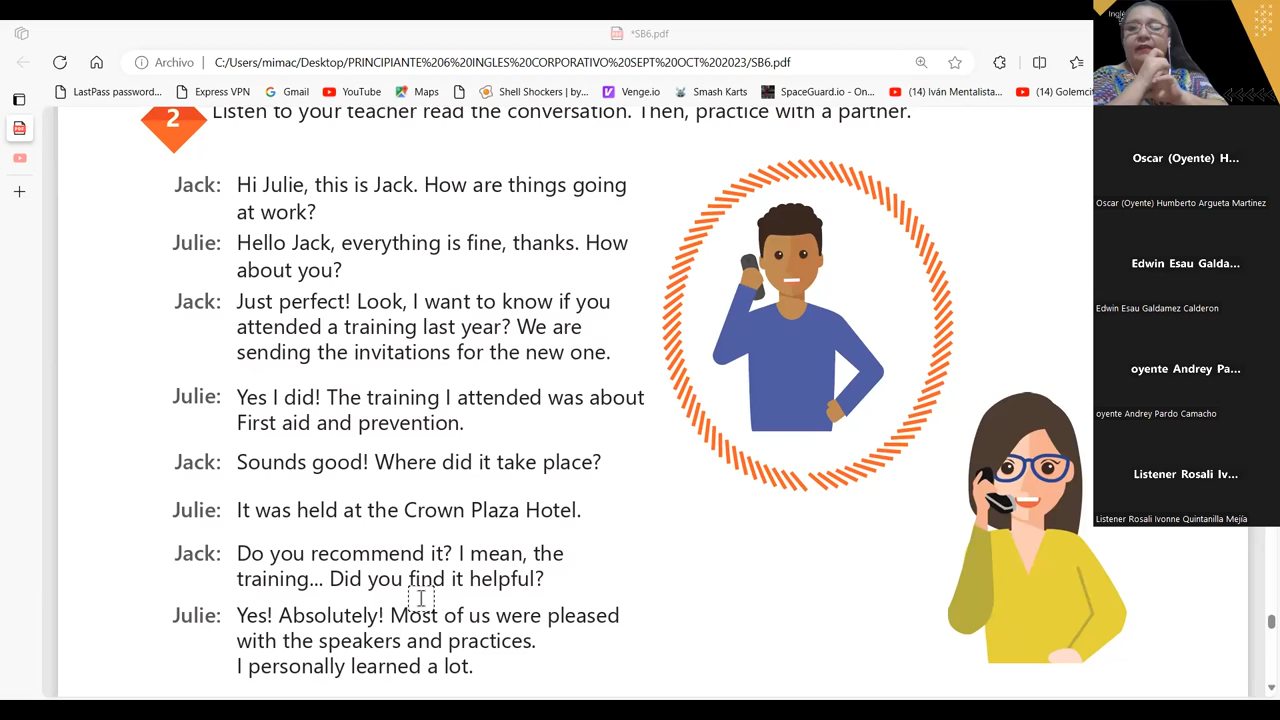 *SB6.pdf
Archivo
C:/Users/mimac/Desktop/PRINCIPIANTE%206%20INGLES%20CORPORATIVO%20SEPT%20OCT%202023/SB6.pdf
LastPass password...
Express VPN
Gmail
YouTube
Maps
Shell Shockers | by...
Venge.io
Smash Karts
SpaceGuard.io - On...
(14) Iván Mentalista...
(14) Golemcit
2 Listen to your teacher read the conversation. Then, practice with a partner.
Jack: Hi Julie, this is Jack. How are things going
at work?
Julie: Hello Jack, everything is fine, thanks. How
about you?
Jack: Just perfect! Look, I want to know if you
attended a training last year? We are
sending the invitations for the new one.
Julie: Yes I did! The training I attended was about
First aid and prevention.
Jack: Sounds good! Where did it take place?
Julie: It was held at the Crown Plaza Hotel.
Jack: Do you recommend it? I mean, the
training... Did you find it helpful?
Julie: Yes! Absolutely! Most of us were pleased
with the speakers and practices.
I personally learned a lot.
Oscar (Oyente) H...
Oscar (Oyente) Humberto Argueta Martinez
Edwin Esau Galda...
Edwin Esau Galdamez Calderon
oyente Andrey Pa...
oyente Andrey Pardo Camacho
Listener Rosali Iv...
Listener Rosali Ivonne Quintanilla Mejía